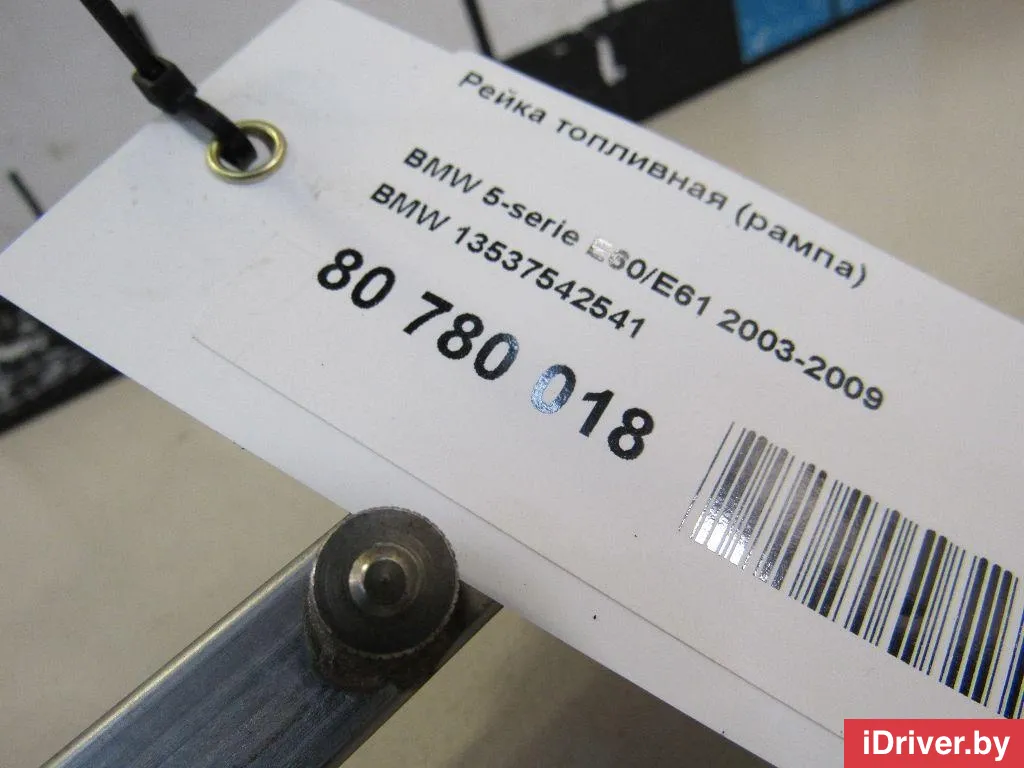 Рейка топливная (рампа)
BMW 5-serie E60/E61 2003-2009
BMW 13537542541
80 780 018
iDriver.by